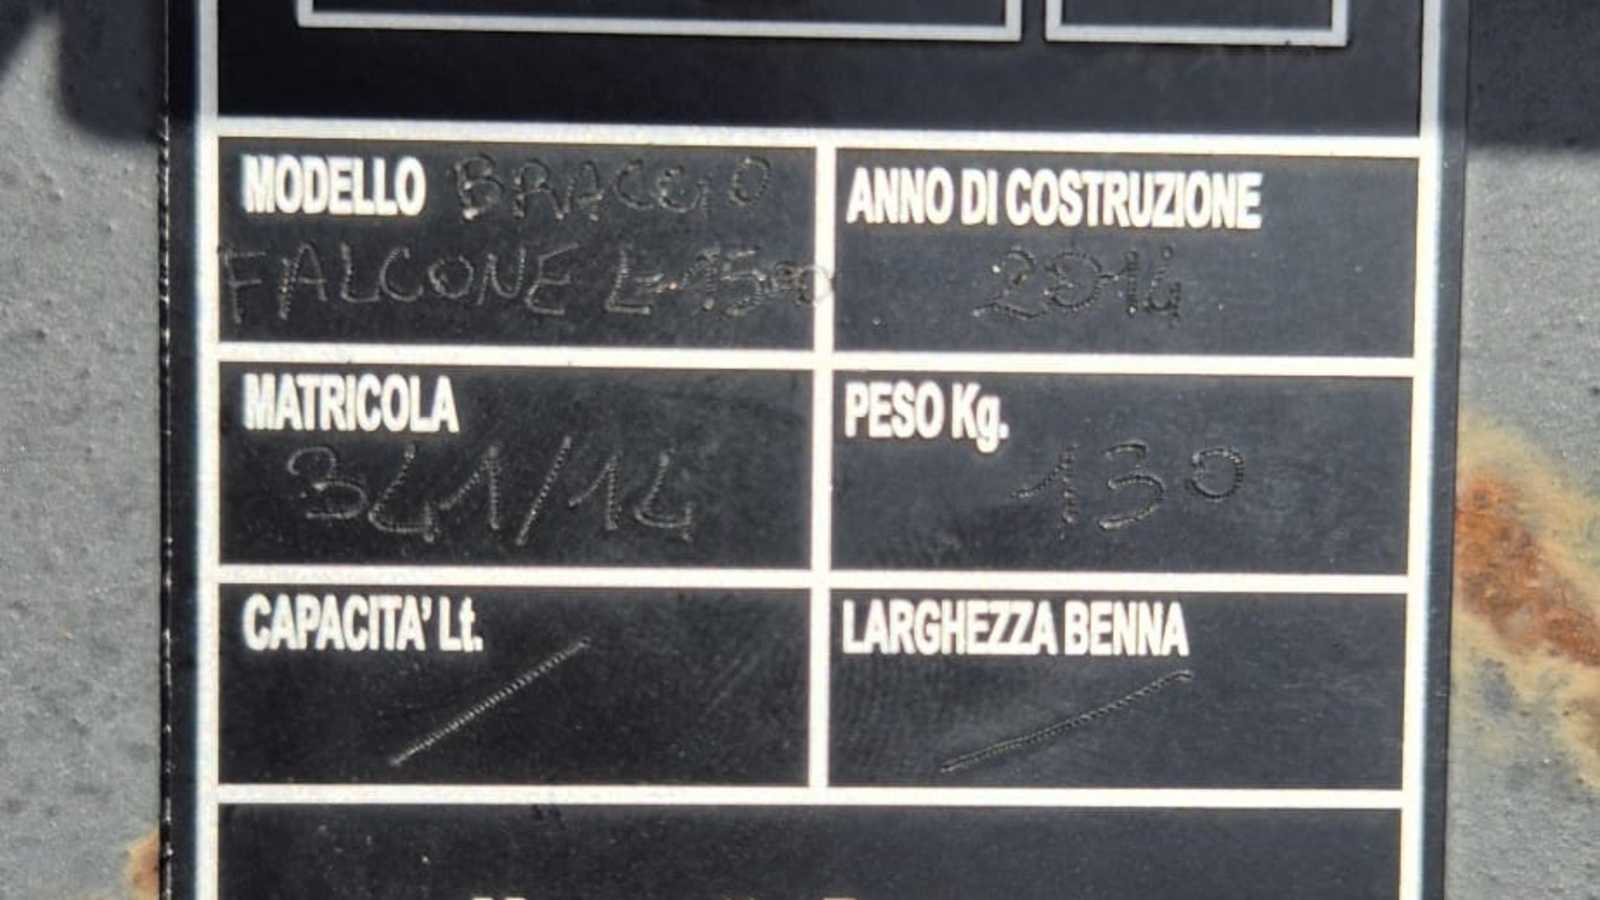 MODELLO BRACCIO
FALCONE L-1500
ANNO DI COSTRUZIONE
2014
MATRICOLA
341/14
PESO Kg.
130
CAPACITA' Lt.
/
LARGHEZZA BENNA
/